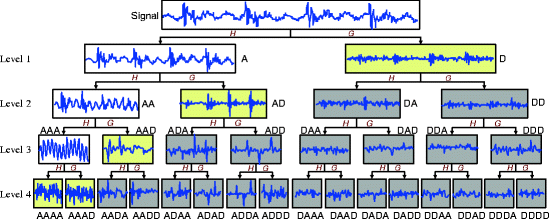 Signal
H G
Level 1 A D
H G H G
Level 2 AA AD DA DD
H G H G H G H G
AAA AAD ADA ADD DAA DAD DDA DDD
Level 3
H G H G H G H G H G H G H G H G
Level 4
AAAA AAAD AADA AADD ADAA ADAD ADDA ADDD DAAA DAAD DADA DADD DDAA DDAD DDDA DDDD